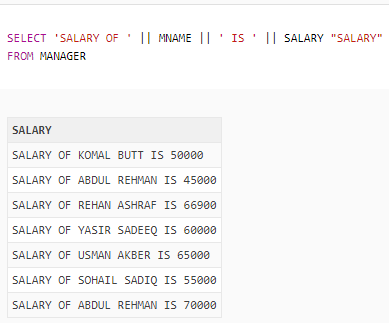 SELECT 'SALARY OF ' || MNAME || ' IS ' || SALARY "SALARY"
FROM MANAGER
SALARY
SALARY OF KOMAL BUTT IS 50000
SALARY OF ABDUL REHMAN IS 45000
SALARY OF REHAN ASHRAF IS 66900
SALARY OF YASIR SADEEQ IS 60000
SALARY OF USMAN AKBER IS 65000
SALARY OF SOHAIL SADIQ IS 55000
SALARY OF ABDUL REHMAN IS 70000